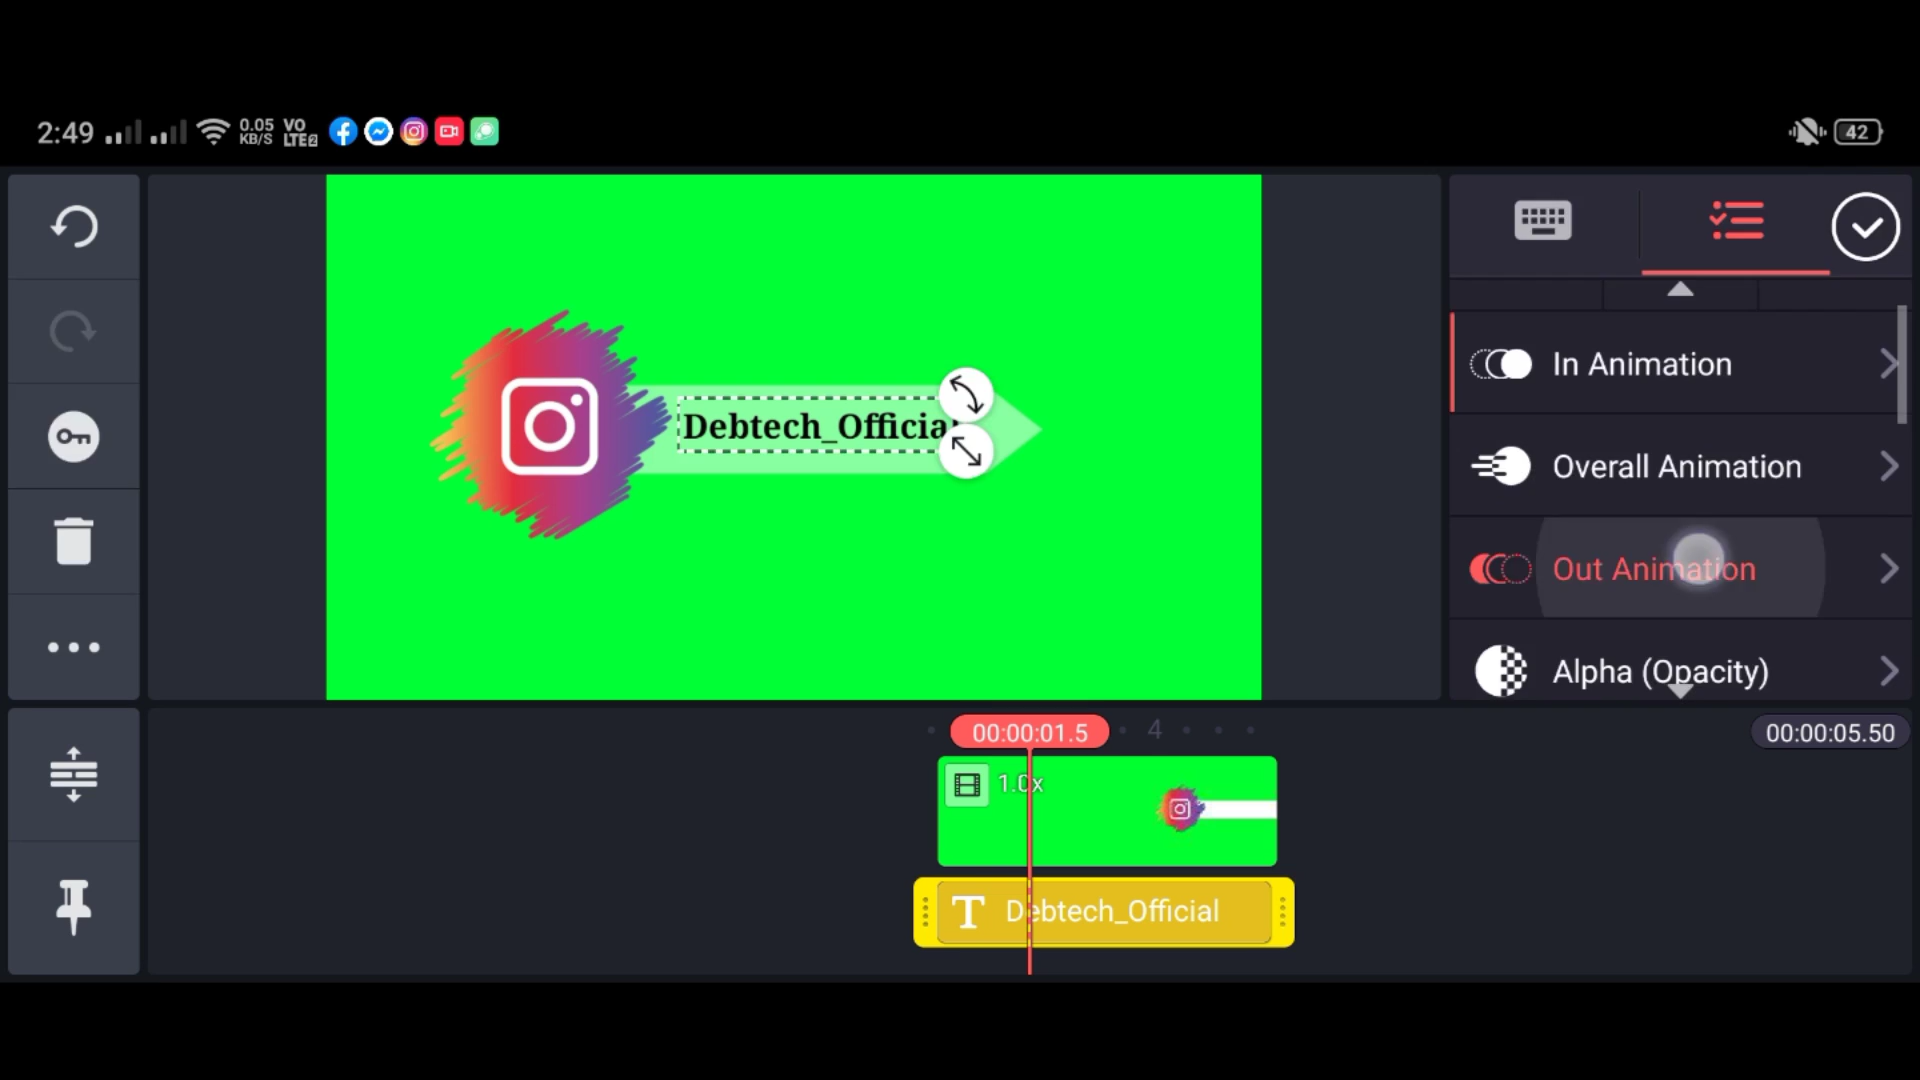 2:49 0.05 KB/S VO LTE2 42
Debtech_Official
In Animation
Overall Animation
Out Animation
Alpha (Opacity)
00:00:01.5 4 00:00:05.50
1.0x
T Debtech_Official